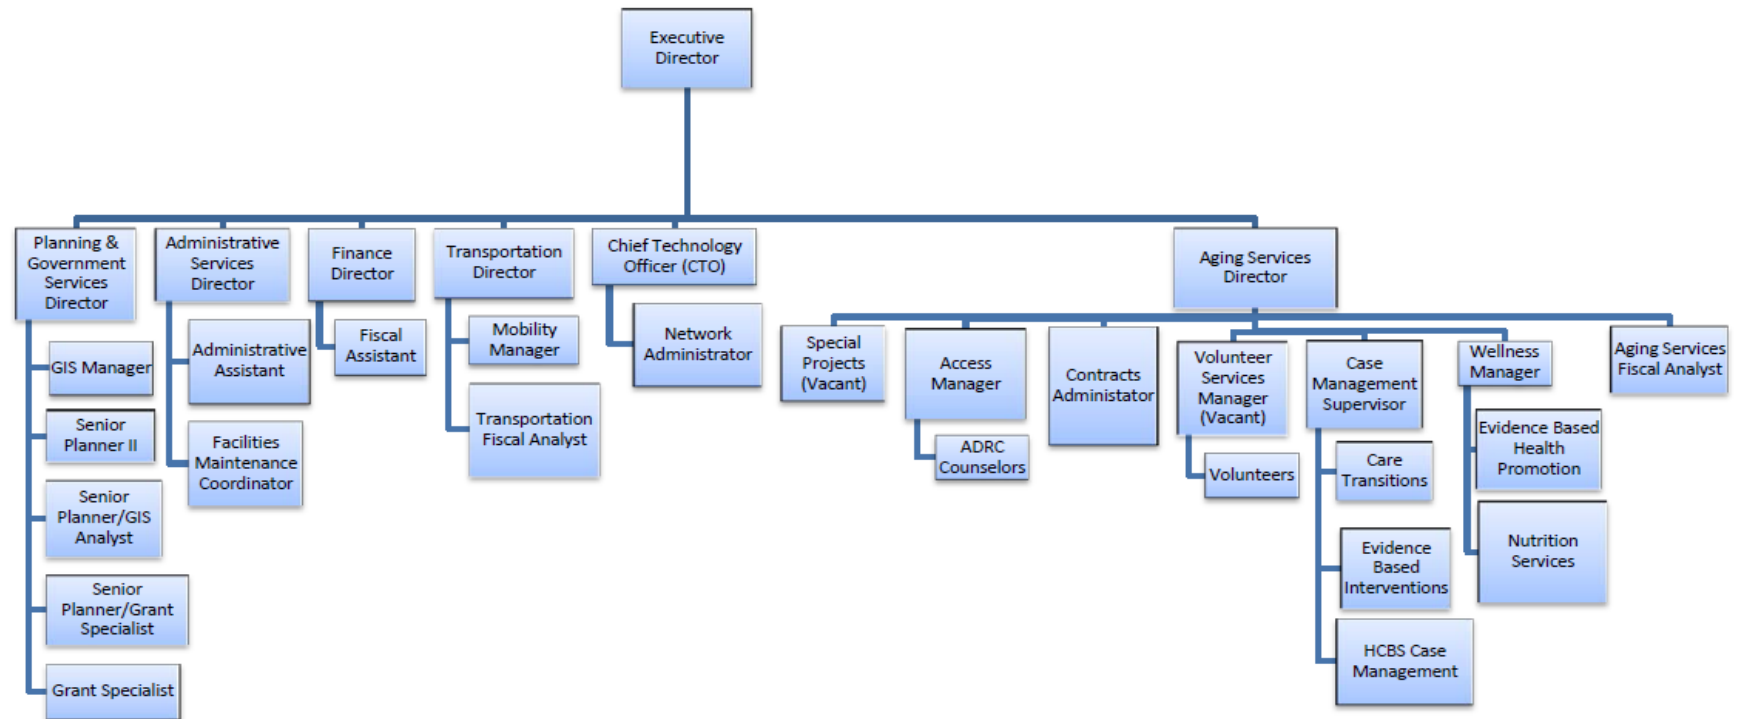 Executive
Director
Planning &
Government
Services
Director
Administrative
Services
Director
Finance
Director
Transportation
Director
Chief Technology
Officer (CTO)
Aging Services
Director
GIS Manager
Senior
Planner II
Senior
Planner/GIS
Analyst
Senior
Planner/Grant
Specialist
Grant Specialist
Administrative
Assistant
Facilities
Maintenance
Coordinator
Fiscal
Assistant
Mobility
Manager
Transportation
Fiscal Analyst
Network
Administrator
Special
Projects
(Vacant)
Access
Manager
ADRC
Counselors
Contracts
Administator
Volunteer
Services
Manager
(Vacant)
Volunteers
Case
Management
Supervisor
Care
Transitions
Evidence
Based
Interventions
HCBS Case
Management
Wellness
Manager
Evidence Based
Health
Promotion
Nutrition
Services
Aging Services
Fiscal Analyst